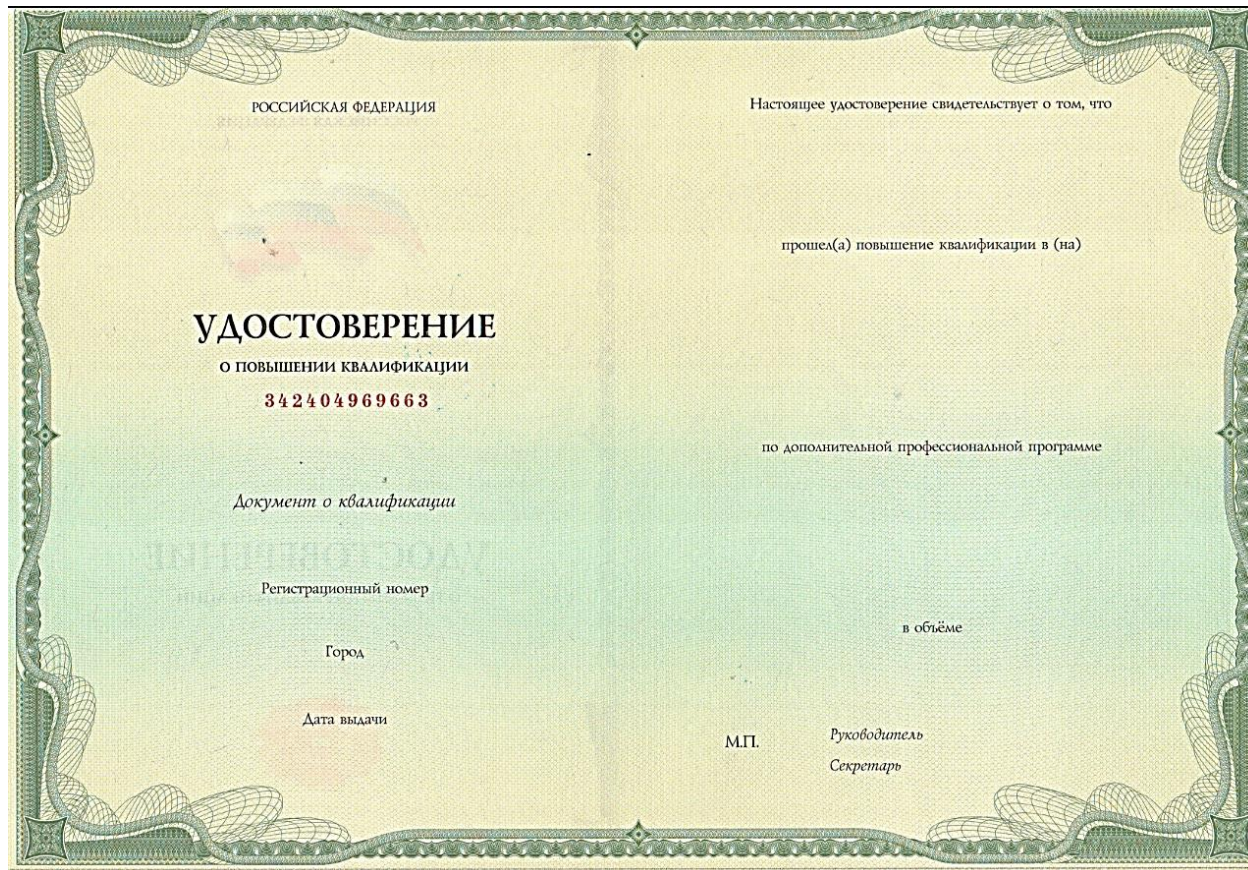 РОССИЙСКАЯ ФЕДЕРАЦИЯ
УДОСТОВЕРЕНИЕ
О ПОВЫШЕНИИ КВАЛИФИКАЦИИ
342404969663
Документ о квалификации
Регистрационный номер
Город
Дата выдачи
Настоящее удостоверение свидетельствует о том, что
прошел(а) повышение квалификации в (на)
по дополнительной профессиональной программе
в объёме
М.П.
Руководитель
Секретарь